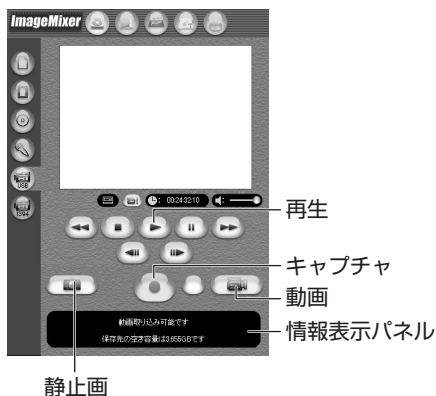 ImageMixer
USB
1394
00:24:32:10
再生
キャプチャ
動画
動画取り込み可能です
保存先の空き容量は3.655GBです
情報表示パネル
静止画